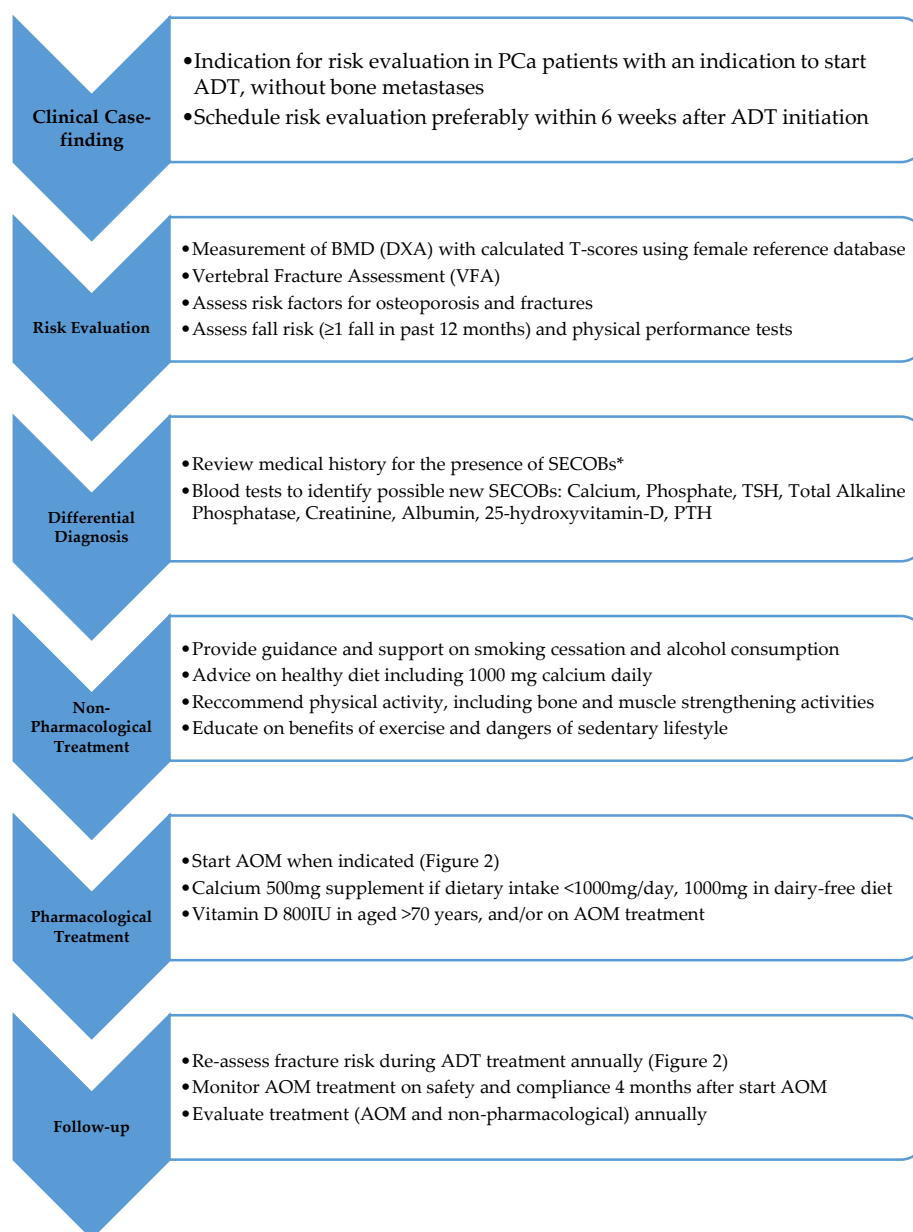 Clinical Case-
finding
•Indication for risk evaluation in PCa patients with an indication to start
ADT, without bone metastases
•Schedule risk evaluation preferably within 6 weeks after ADT initiation
Risk Evaluation
•Measurement of BMD (DXA) with calculated T-scores using female reference database
•Vertebral Fracture Assessment (VFA)
•Assess risk factors for osteoporosis and fractures
•Assess fall risk (≥1 fall in past 12 months) and physical performance tests
Differential
Diagnosis
•Review medical history for the presence of SECOBs*
•Blood tests to identify possible new SECOBs: Calcium, Phosphate, TSH, Total Alkaline
Phosphatase, Creatinine, Albumin, 25-hydroxyvitamin-D, PTH
Non-
Pharmacological
Treatment
•Provide guidance and support on smoking cessation and alcohol consumption
•Advice on healthy diet including 1000 mg calcium daily
•Reccommend physical activity, including bone and muscle strengthening activities
•Educate on benefits of exercise and dangers of sedentary lifestyle
Pharmacological
Treatment
•Start AOM when indicated (Figure 2)
•Calcium 500mg supplement if dietary intake <1000mg/day, 1000mg in dairy-free diet
•Vitamin D 800IU in aged >70 years, and/or on AOM treatment
Follow-up
•Re-assess fracture risk during ADT treatment annually (Figure 2)
•Monitor AOM treatment on safety and compliance 4 months after start AOM
•Evaluate treatment (AOM and non-pharmacological) annually